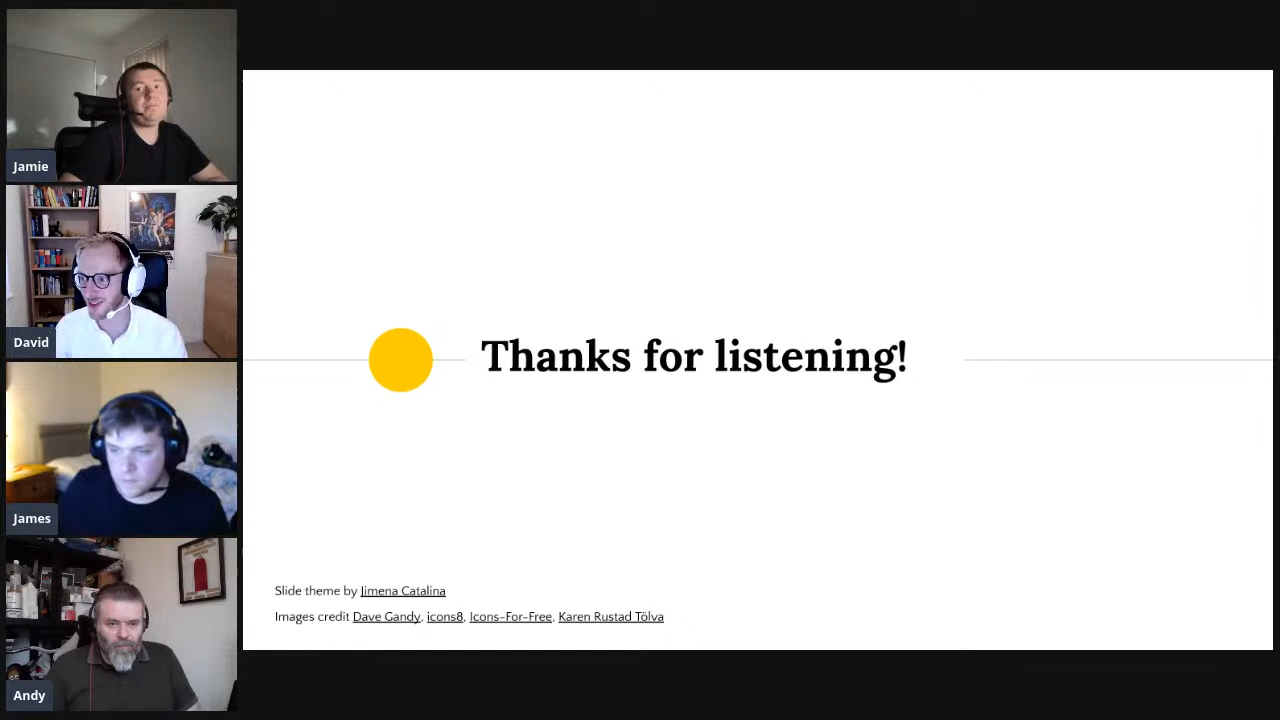 Jamie
David
James
Andy
Thanks for listening!
Slide theme by Jimena Catalina
Images credit Dave Gandy, icons8, Icons-For-Free, Karen Rustad Tölva